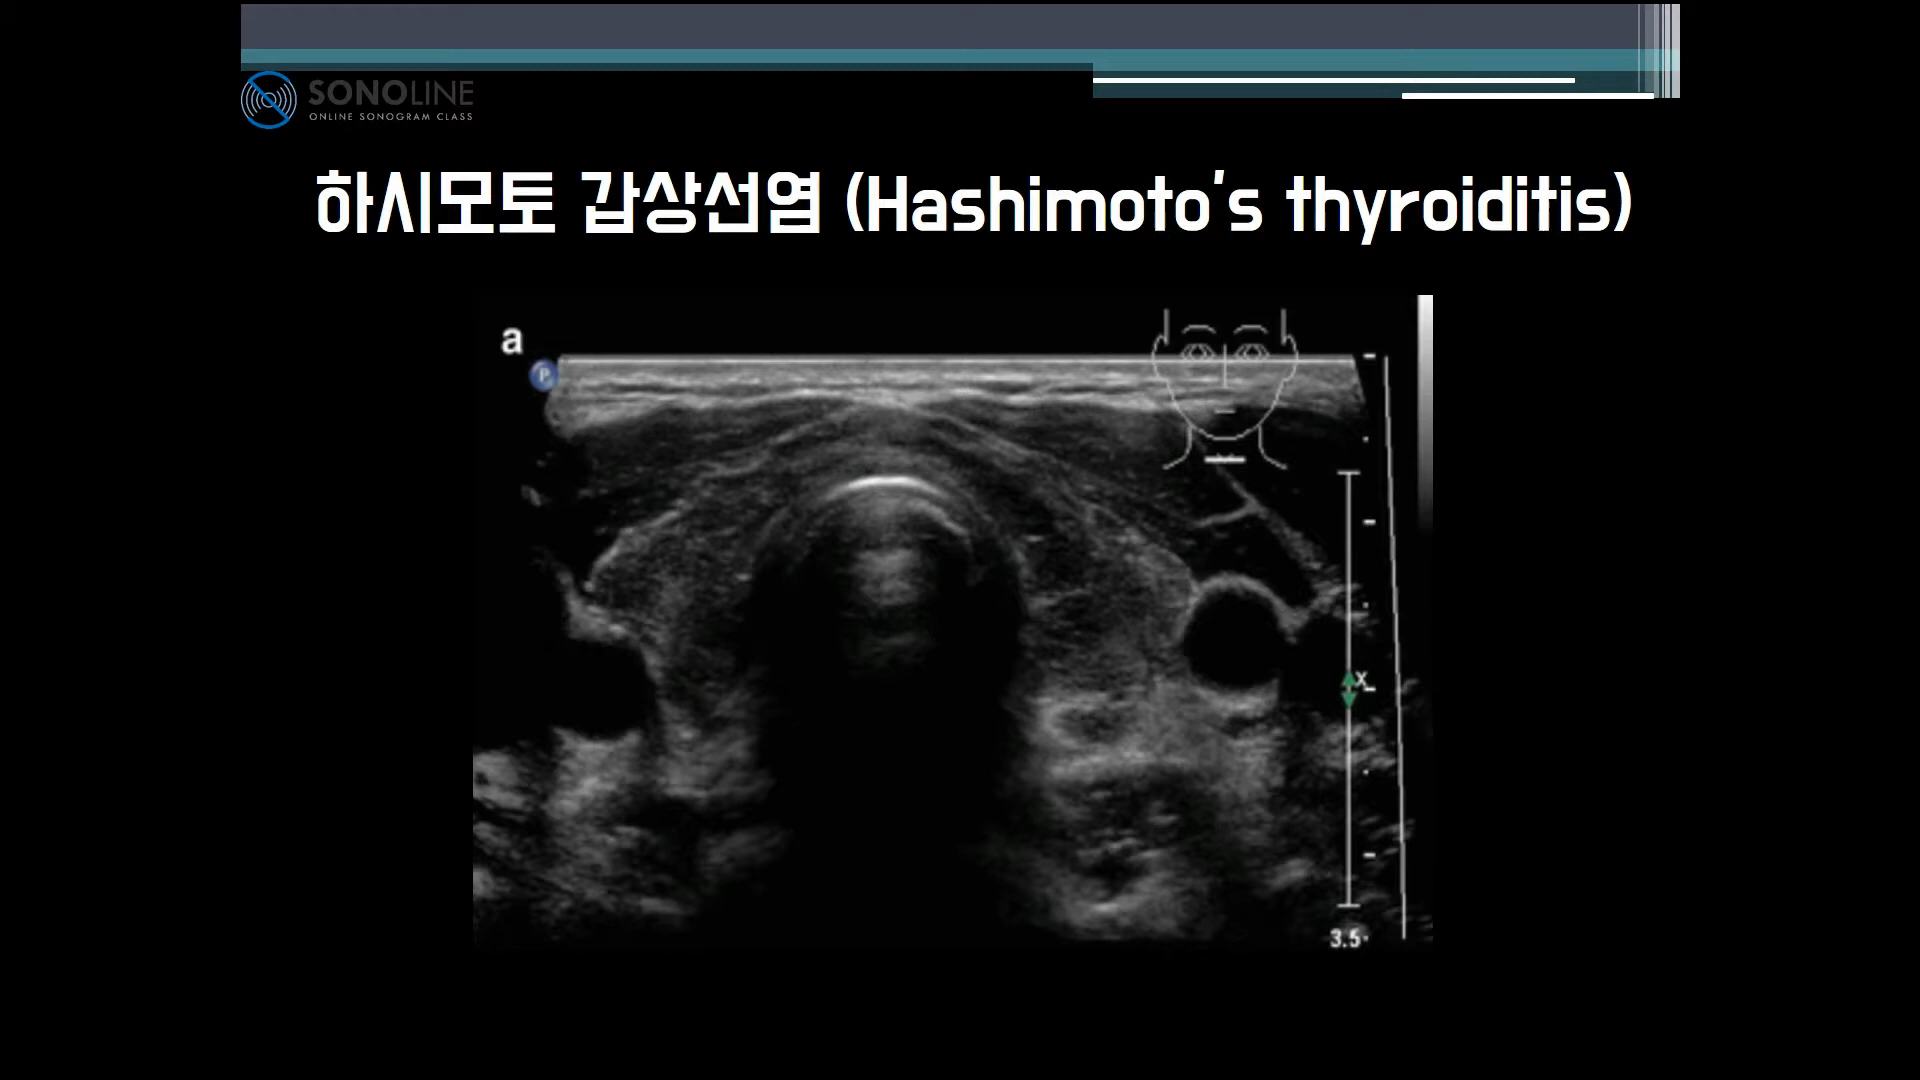 SONOLINE
ONLINE SONOGRAM CLASS
하시모토 갑상선염 (Hashimoto's thyroiditis)
a
P
X
3.5